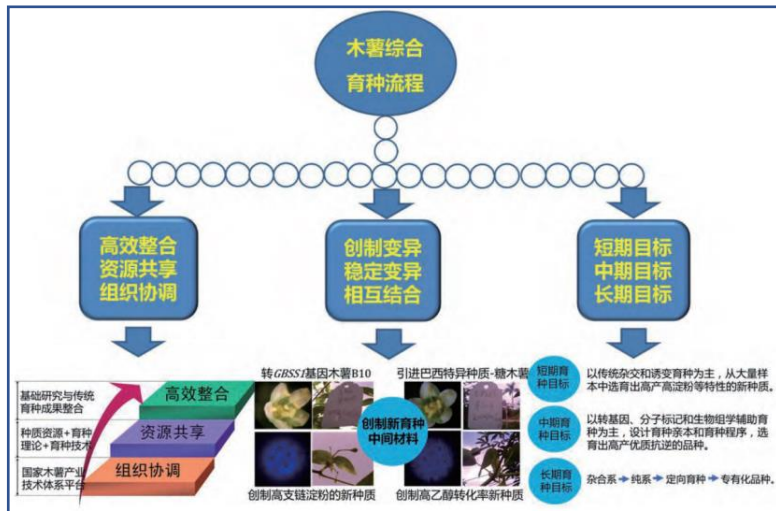 木薯综合
育种流程
高效整合
资源共享
组织协调
创制变异
稳定变异
相互结合
短期目标
中期目标
长期目标
基础研究与传统
育种成果整合
高效整合
种质资源+育种
理论+育种技术
资源共享
国家木薯产业
技术体系平台
组织协调
转GBSS1基因木薯B10
引进巴西特异种质-糖木薯
创制新育种
中间材料
创制高支链淀粉的新种质
创制高乙醇转化率新种质
短期育
种目标
以传统杂交和诱变育种为主，从大量样
本中选育出高产高淀粉等特性的新种质。
中期育
种目标
以转基因、分子标记和生物组学辅助育
种为主，设计育种亲本和育种程序，选
育出高产优质抗逆的品种。
长期育
种目标
杂合系➡纯系➡定向育种➡专有化品种。